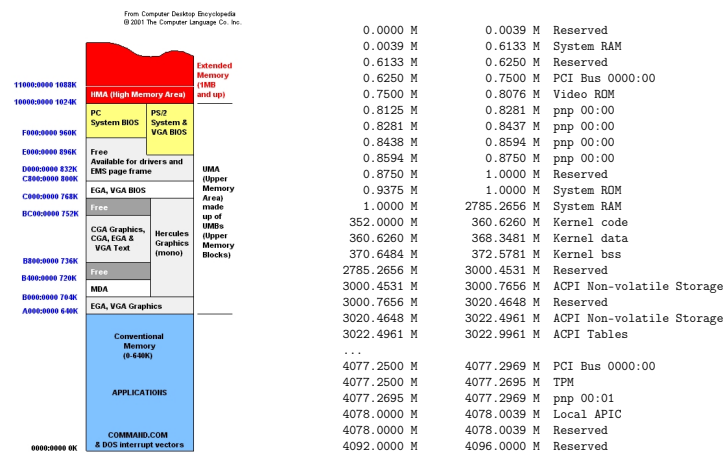 From Computer Desktop Encyclopedia
® 2001 The Computer Language Co. Inc.
Extended
Memory
(1MB
and up)
11000:0000 1088K
HMA (High Memory Area)
10000:0000 1024K
PC
System BIOS
PS/2
System &
VGA BIOS
F000:0000 960K
E000:0000 896K
Free
Available for drivers and
EMS page frame
D000:0000 832K
C800:0000 800K
EGA, VGA BIOS
C000:0000 768K
Free
BC00:0000 752K
CGA Graphics,
CGA, EGA &
VGA Text
Hercules
Graphics
(mono)
UMA
(Upper
Memory
Area)
made
up of
UMBs
(Upper
Memory
Blocks)
B800:0000 736K
Free
B400:0000 720K
MDA
B000:0000 704K
EGA, VGA Graphics
A000:0000 640K
Conventional
Memory
(0-640K)
APPLICATIONS
COMMAND.COM
& DOS interrupt vectors
0000:0000 0K
0.0000 M 0.0039 M Reserved
0.0039 M 0.6133 M System RAM
0.6133 M 0.6250 M Reserved
0.6250 M 0.7500 M PCI Bus 0000:00
0.7500 M 0.8076 M Video ROM
0.8125 M 0.8281 M pnp 00:00
0.8281 M 0.8437 M pnp 00:00
0.8438 M 0.8594 M pnp 00:00
0.8594 M 0.8750 M pnp 00:00
0.8750 M 1.0000 M Reserved
0.9375 M 1.0000 M System ROM
1.0000 M 2785.2656 M System RAM
352.0000 M 360.6260 M Kernel code
360.6260 M 368.3481 M Kernel data
370.6484 M 372.5781 M Kernel bss
2785.2656 M 3000.4531 M Reserved
3000.4531 M 3000.7656 M ACPI Non-volatile Storage
3000.7656 M 3020.4648 M Reserved
3020.4648 M 3022.4961 M ACPI Non-volatile Storage
3022.4961 M 3022.9961 M ACPI Tables
...
4077.2500 M 4077.2969 M PCI Bus 0000:00
4077.2500 M 4077.2695 M TPM
4077.2695 M 4077.2969 M pnp 00:01
4078.0000 M 4078.0039 M Local APIC
4078.0000 M 4078.0039 M Reserved
4092.0000 M 4096.0000 M Reserved